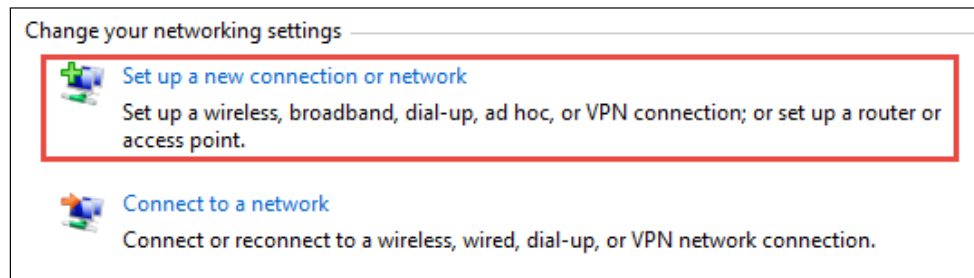 Change your networking settings
Set up a new connection or network
Set up a wireless, broadband, dial-up, ad hoc, or VPN connection; or set up a router or
access point.
Connect to a network
Connect or reconnect to a wireless, wired, dial-up, or VPN network connection.